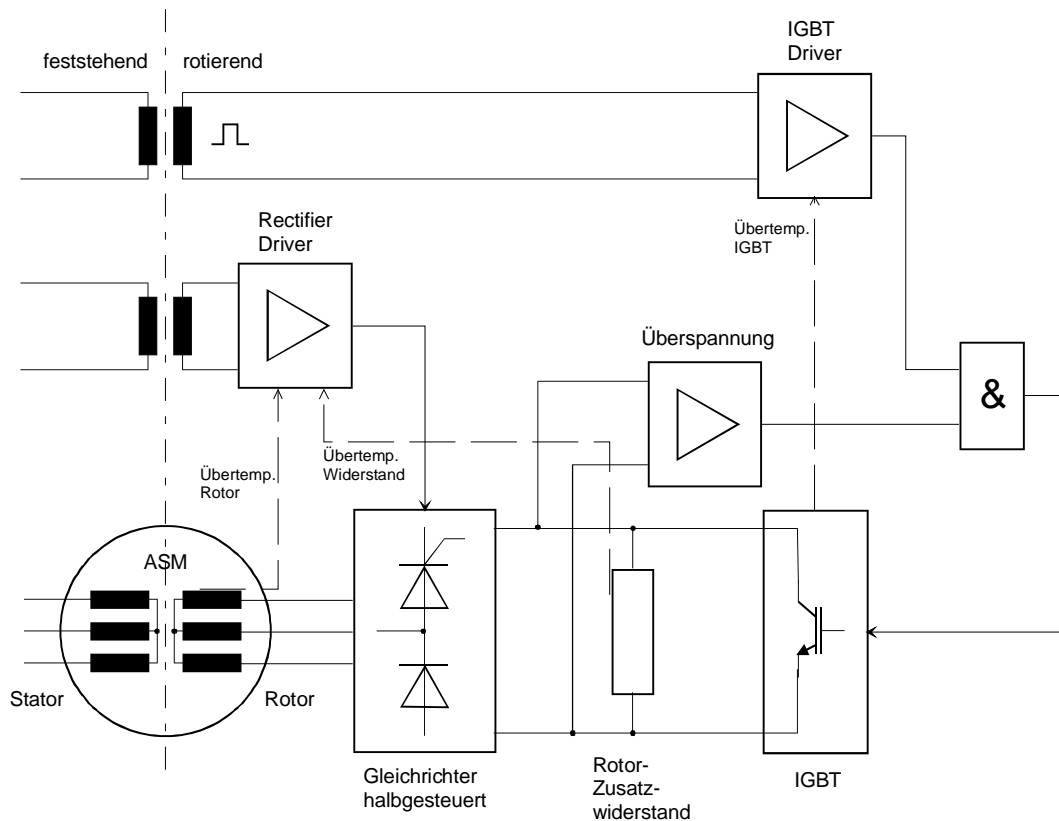 feststehend
rotierend
IGBT
Driver
Rectifier
Driver
Übertemp.
IGBT
Überspannung
&
Übertemp.
Widerstand
Übertemp.
Rotor
ASM
Stator
Rotor
Gleichrichter
halbgesteuert
Rotor-
Zusatz-
widerstand
IGBT